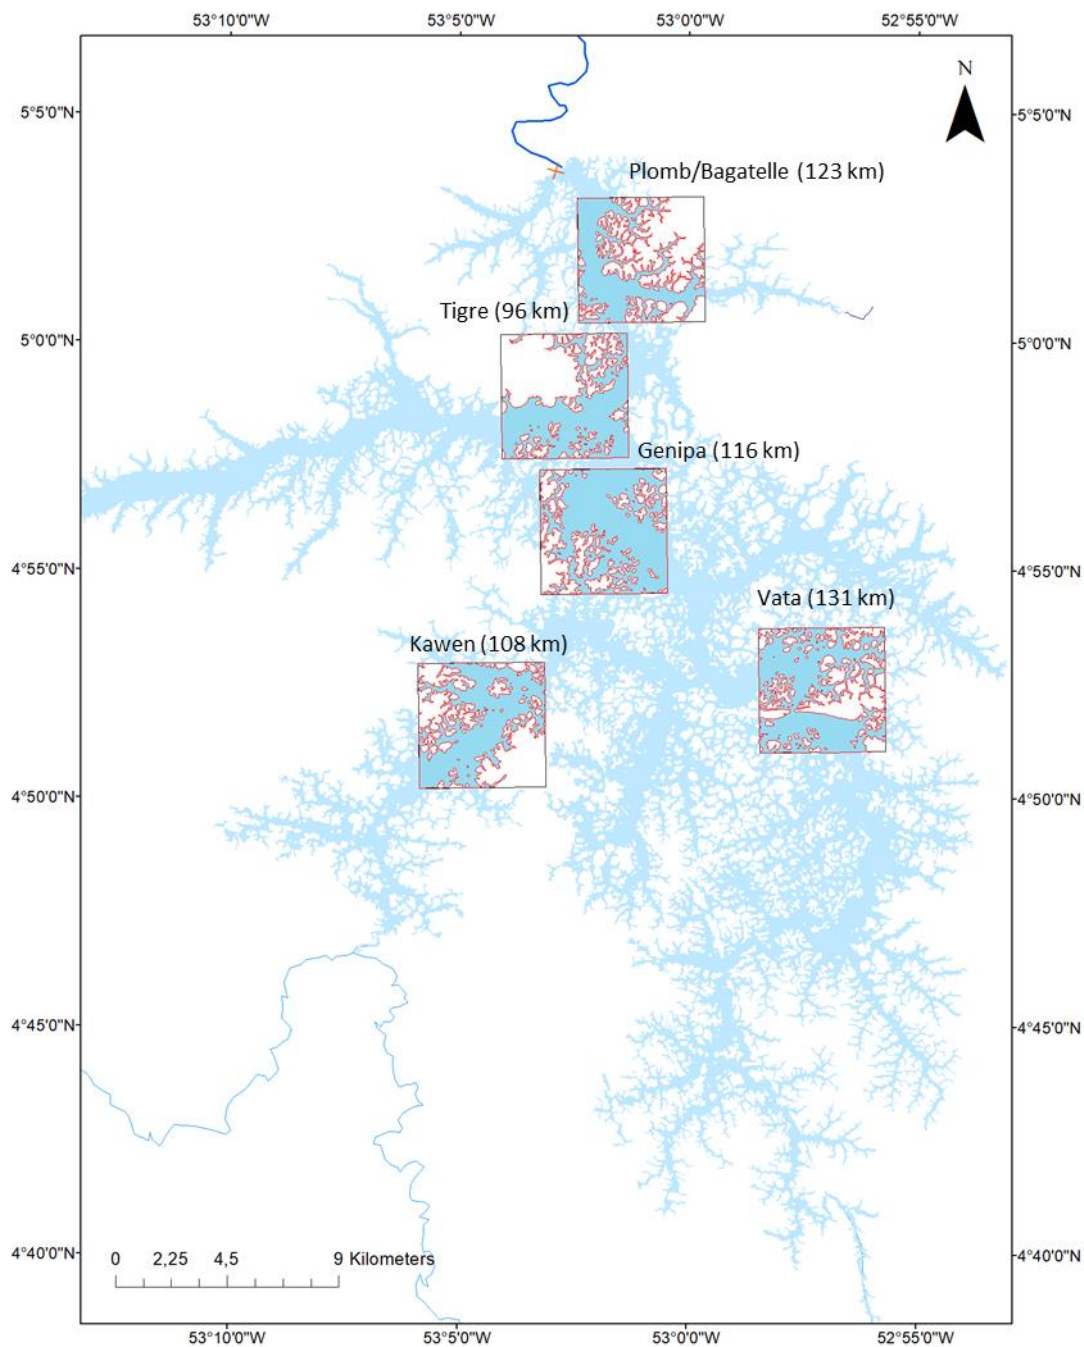 53°10'0"W 53°5'0"W 53°0'0"W 52°55'0"W
N
5°5'0"N 5°5'0"N
Plomb/Bagatelle (123 km)
Tigre (96 km)
5°0'0"N 5°0'0"N
Genipa (116 km)
4°55'0"N 4°55'0"N
Vata (131 km)
Kawen (108 km)
4°50'0"N 4°50'0"N
4°45'0"N 4°45'0"N
4°40'0"N 4°40'0"N
0 2,25 4,5 9 Kilometers
53°10'0"W 53°5'0"W 53°0'0"W 52°55'0"W